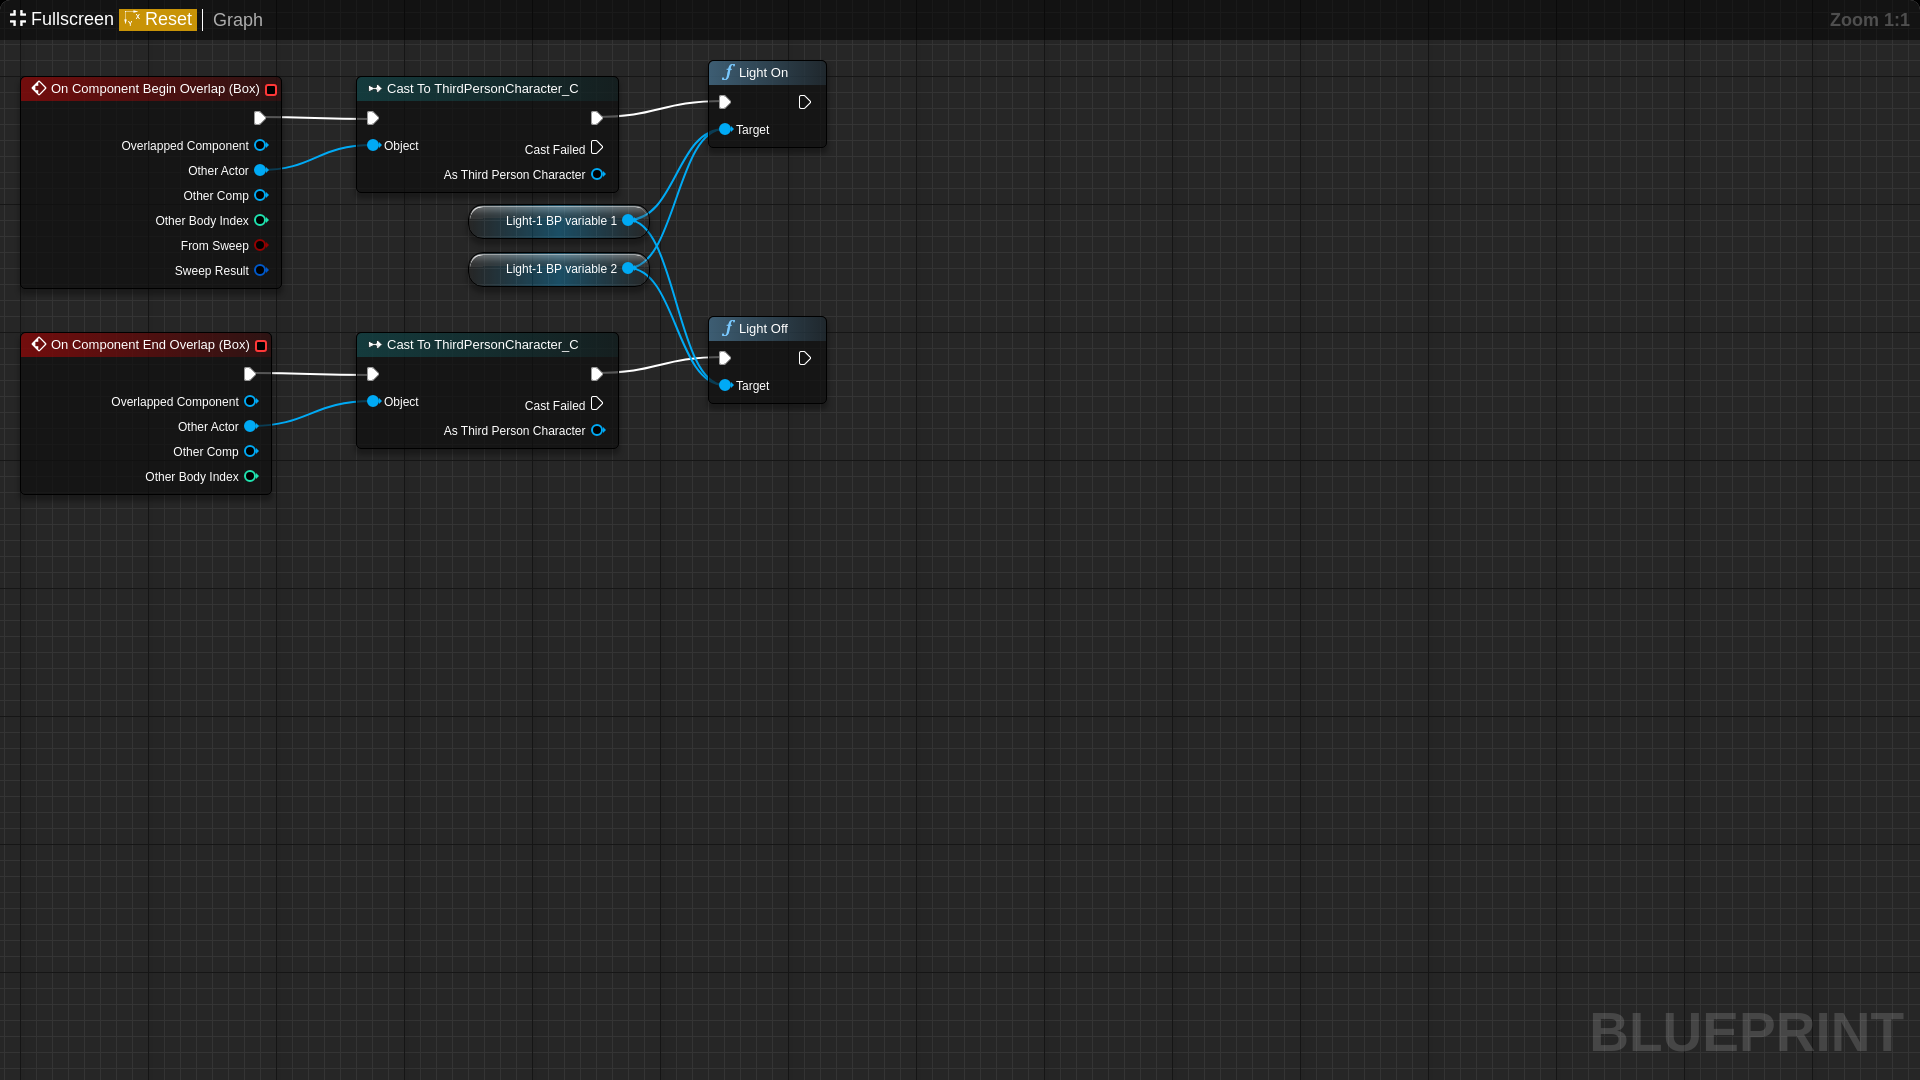 Fullscreen Reset Graph Zoom 1:1
On Component Begin Overlap (Box)
Overlapped Component
Other Actor
Other Comp
Other Body Index
From Sweep
Sweep Result
Cast To ThirdPersonCharacter_C
Object
Cast Failed
As Third Person Character
Light On
Target
Light-1 BP variable 1
Light-1 BP variable 2
On Component End Overlap (Box)
Overlapped Component
Other Actor
Other Comp
Other Body Index
Cast To ThirdPersonCharacter_C
Object
Cast Failed
As Third Person Character
Light Off
Target
BLUEPRINT